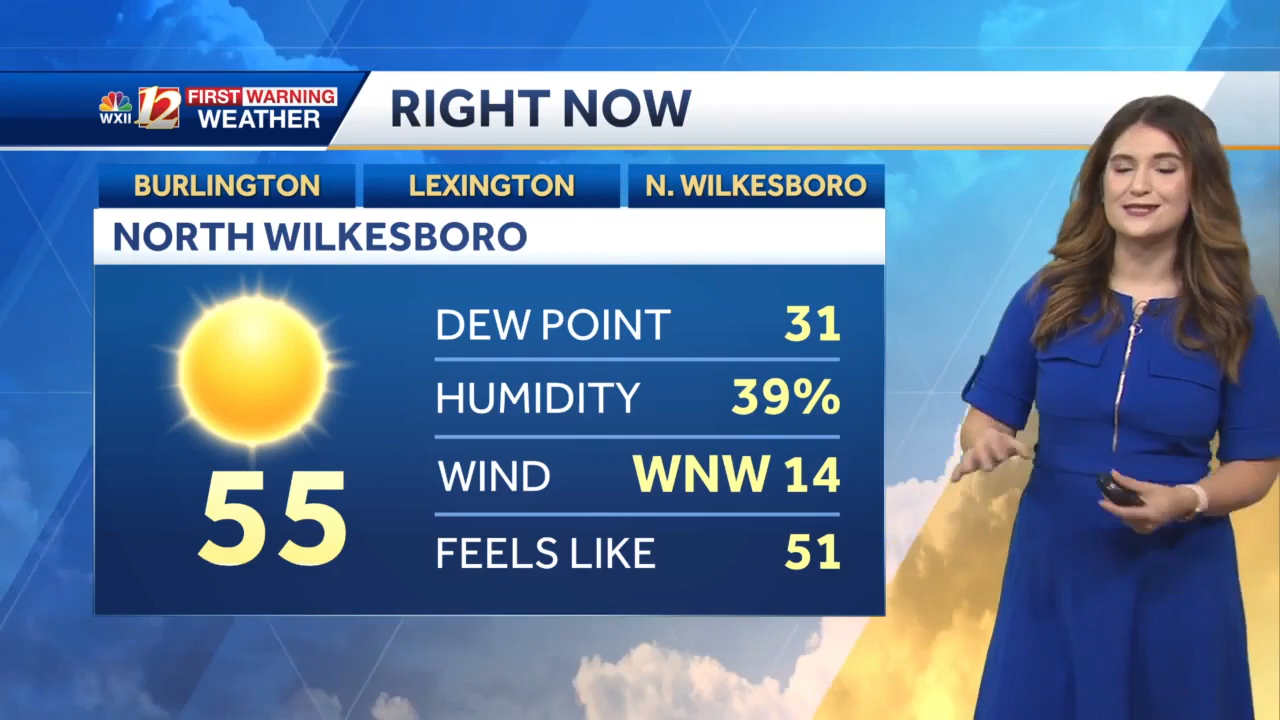 WXII 12 FIRST WARNING
WEATHER
RIGHT NOW
BURLINGTON LEXINGTON N. WILKESBORO
NORTH WILKESBORO
DEW POINT 31
HUMIDITY 39%
WIND WNW 14
FEELS LIKE 51
55